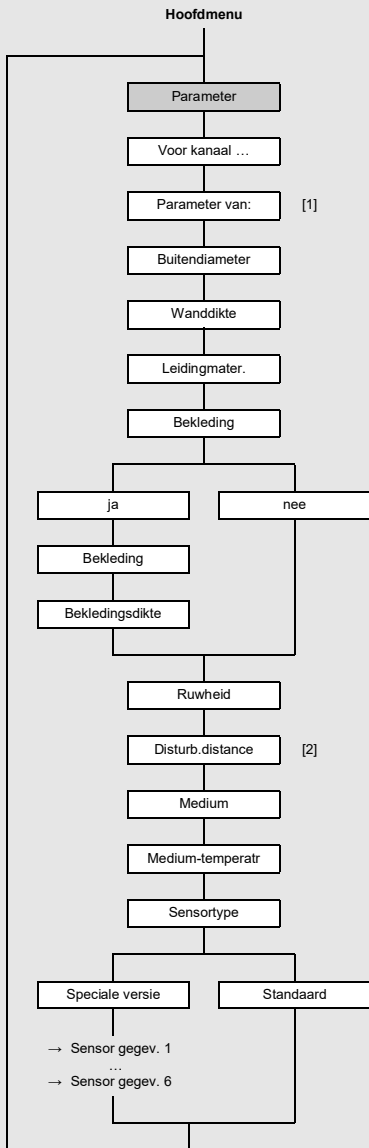 Hoofdmenu
Parameter
Voor kanaal ...
Parameter van: [1]
Buitendiameter
Wanddikte
Leidingmater.
Bekleding
ja nee
Bekleding
Bekledingsdikte
Ruwheid
Disturb.distance [2]
Medium
Medium-temperatr
Sensortype
Speciale versie Standaard
→ Sensor gegev. 1
...
→ Sensor gegev. 6